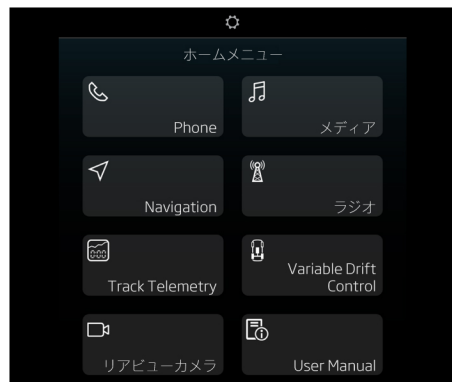 ホームメニュー
Phone
メディア
Navigation
ラジオ
Track Telemetry
Variable Drift
Control
リアビューカメラ
User Manual